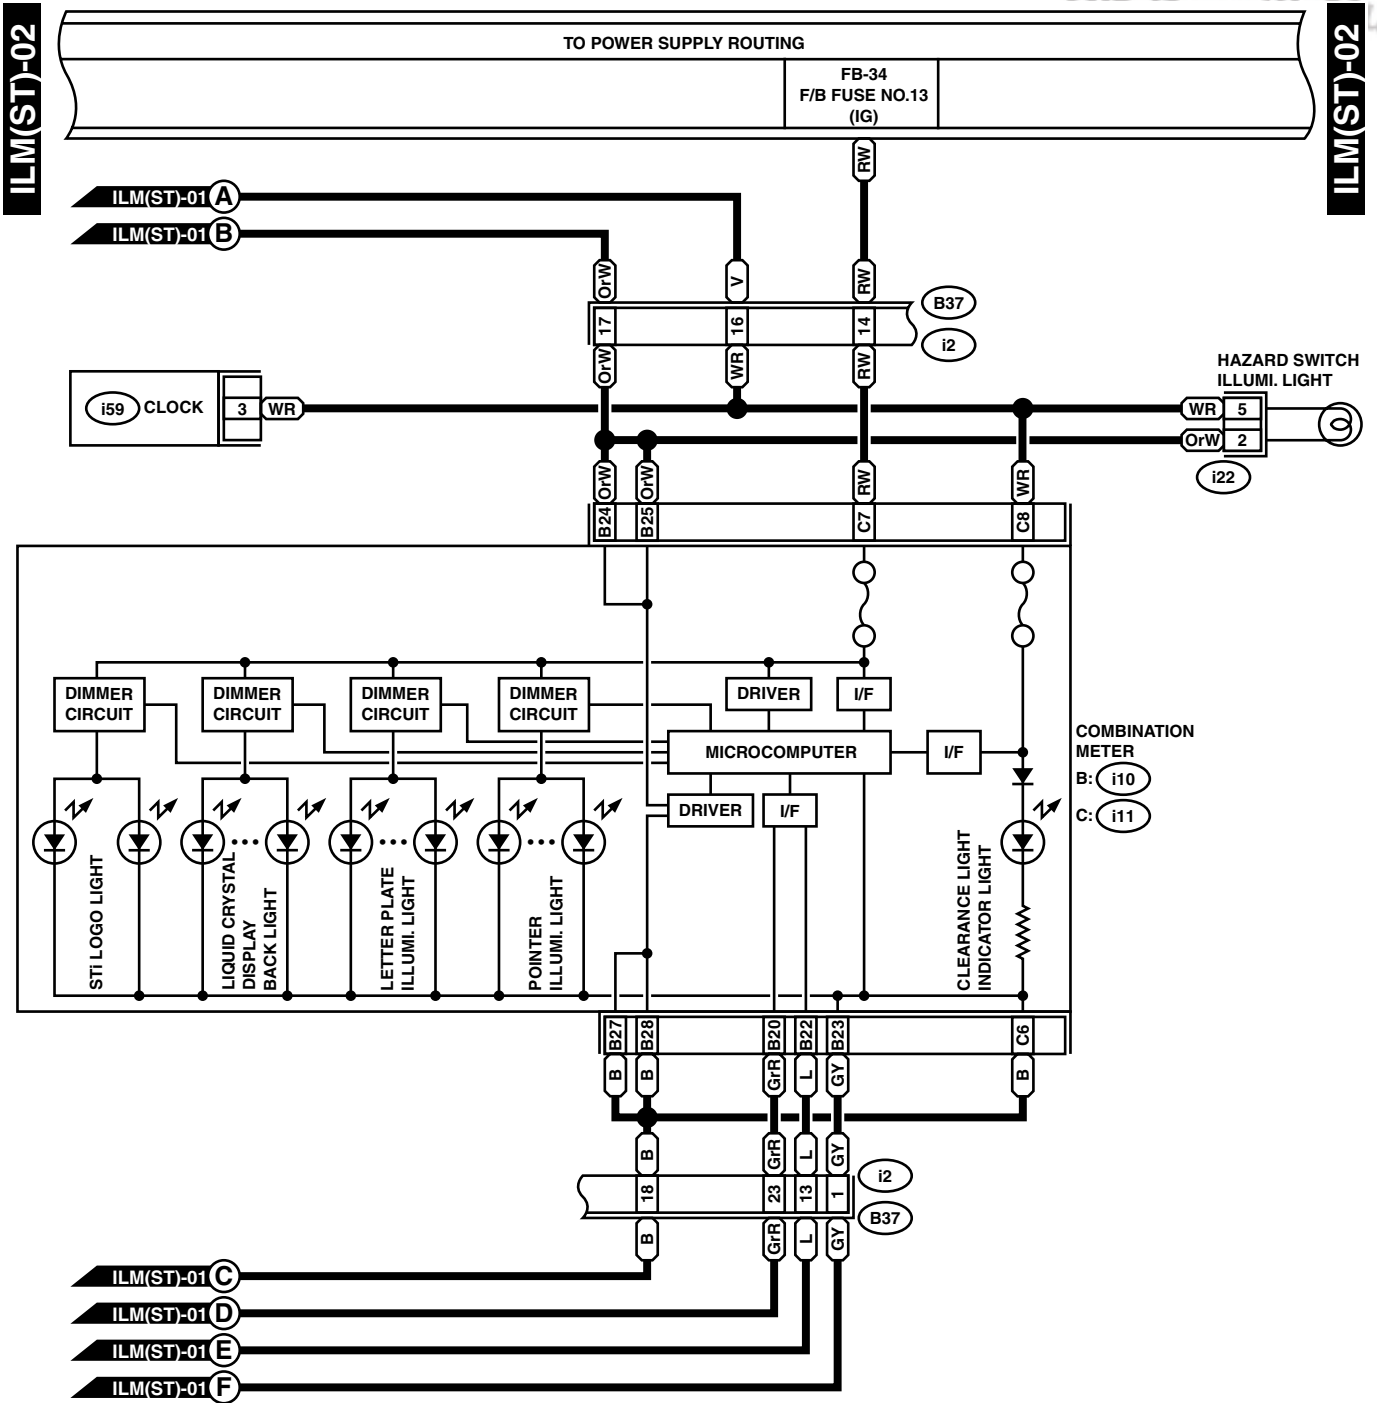 ILM(ST)-02
ILM(ST)-02
TO POWER SUPPLY ROUTING
FB-34
F/B FUSE NO.13
(IG)
RW
ILM(ST)-01 A
ILM(ST)-01 B
OrW
V
RW
B37
17
16
14
i2
OrW
WR
RW
HAZARD SWITCH
ILLUMI. LIGHT
i59 CLOCK
3
WR
WR
5
OrW
2
i22
OrW
OrW
RW
WR
B24
B25
C7
C8
DIMMER
CIRCUIT
DIMMER
CIRCUIT
DIMMER
CIRCUIT
DIMMER
CIRCUIT
DRIVER
I/F
MICROCOMPUTER
I/F
DRIVER
I/F
COMBINATION
METER
B: i10
C: i11
STi LOGO LIGHT
LIQUID CRYSTAL
DISPLAY
BACK LIGHT
LETTER PLATE
ILLUMI. LIGHT
POINTER
ILLUMI. LIGHT
CLEARANCE LIGHT
INDICATOR LIGHT
B27
B28
B20
B22
B23
C6
B
B
GrR
L
GY
B
B
GrR
L
GY
i2
18
23
13
1
B37
B
GrR
L
GY
ILM(ST)-01 C
ILM(ST)-01 D
ILM(ST)-01 E
ILM(ST)-01 F